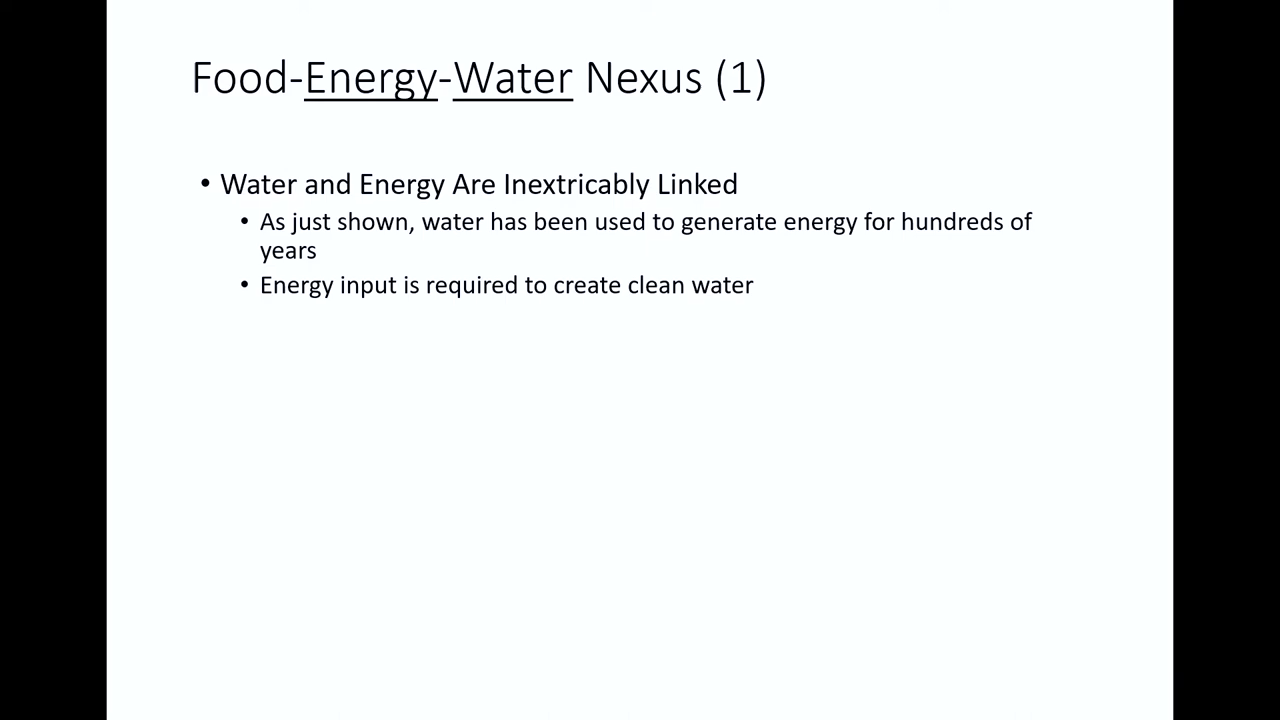 Food-Energy-Water Nexus (1)
• Water and Energy Are Inextricably Linked
• As just shown, water has been used to generate energy for hundreds of
years
• Energy input is required to create clean water